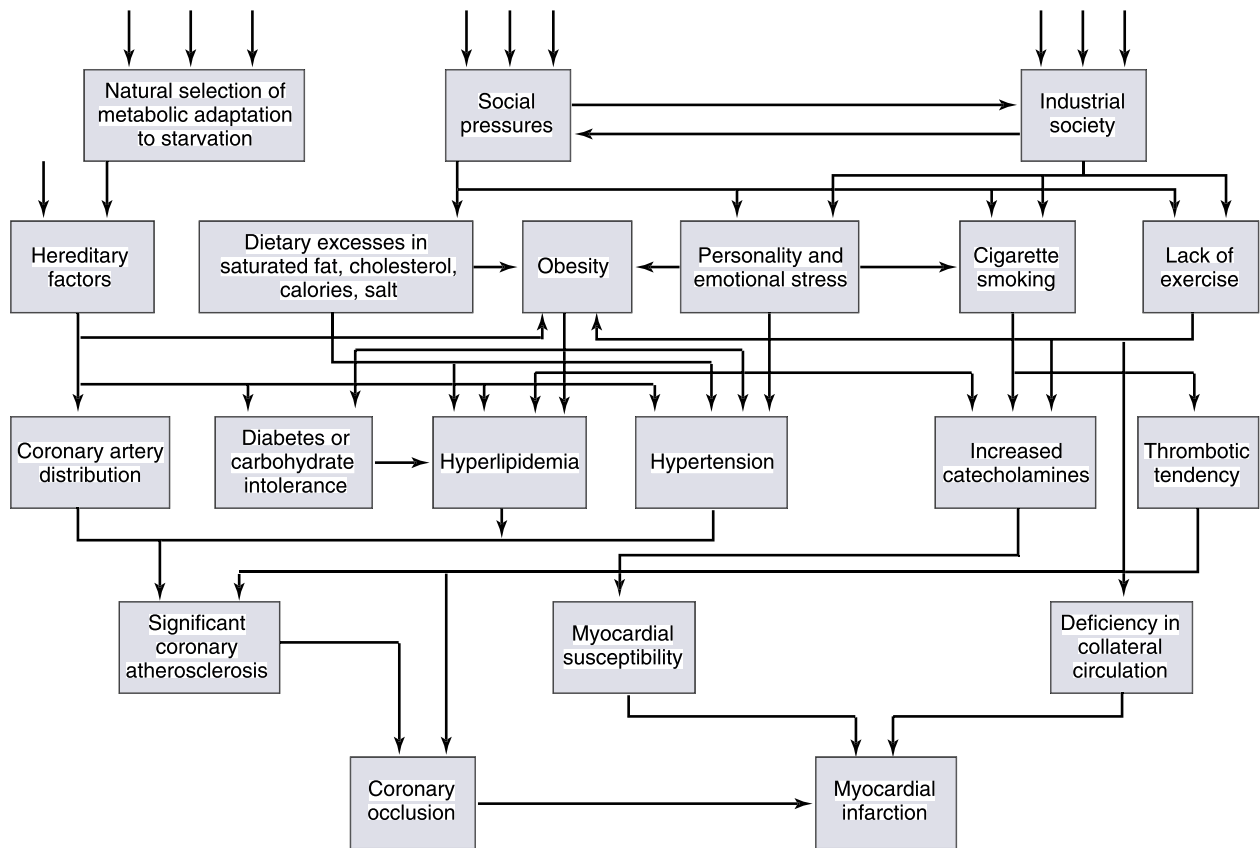 Natural selection of
metabolic adaptation
to starvation
Social
pressures
Industrial
society
Hereditary
factors
Dietary excesses in
saturated fat, cholesterol,
calories, salt
Obesity
Personality and
emotional stress
Cigarette
smoking
Lack of
exercise
Coronary artery
distribution
Diabetes or
carbohydrate
intolerance
Hyperlipidemia
Hypertension
Increased
catecholamines
Thrombotic
tendency
Significant
coronary
atherosclerosis
Myocardial
susceptibility
Deficiency in
collateral
circulation
Coronary
occlusion
Myocardial
infarction